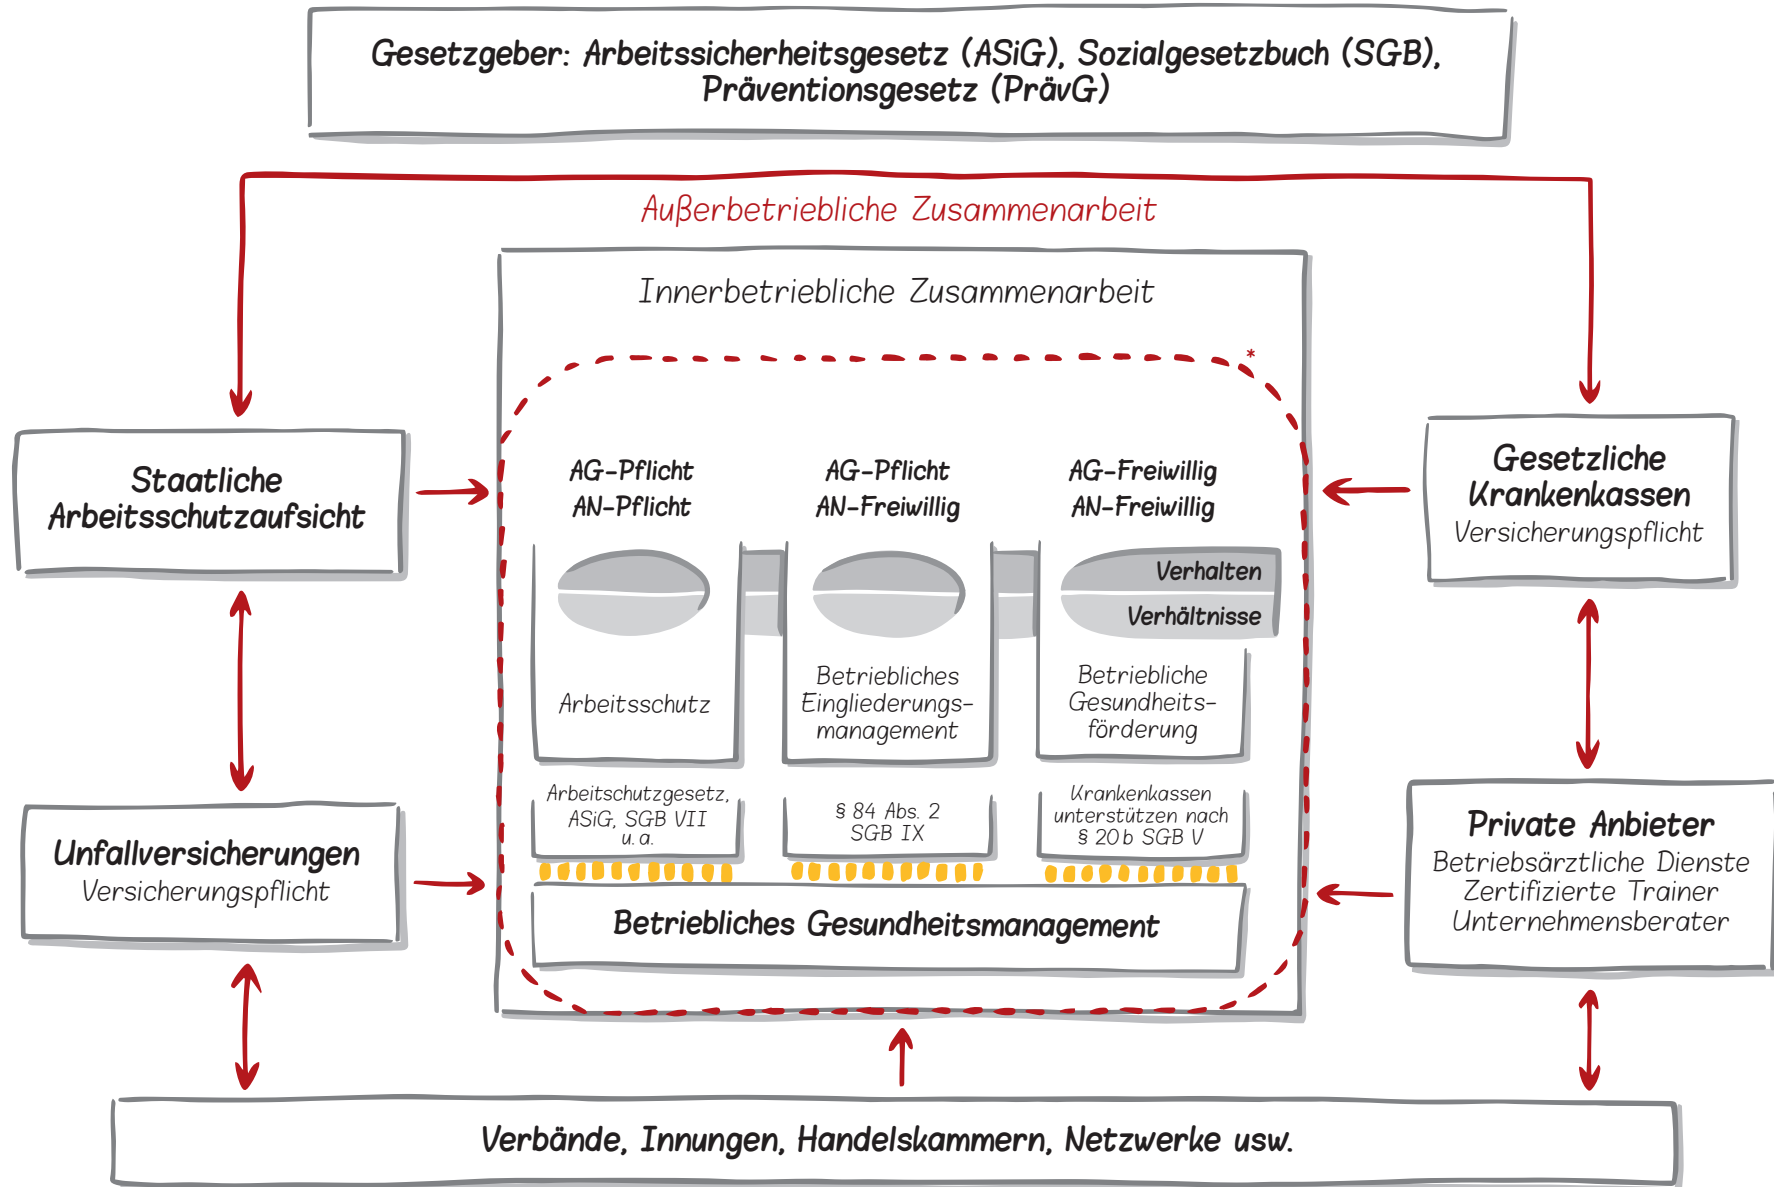 Gesetzgeber: Arbeitssicherheitsgesetz (ASiG), Sozialgesetzbuch (SGB),
Präventionsgesetz (PrävG)
Außerbetriebliche Zusammenarbeit
Innerbetriebliche Zusammenarbeit
*
Staatliche
Arbeitsschutzaufsicht
AG-Pflicht
AN-Pflicht
AG-Pflicht
AN-Freiwillig
AG-Freiwillig
AN-Freiwillig
Gesetzliche
Krankenkassen
Versicherungspflicht
Verhalten
Verhältnisse
Arbeitsschutz
Betriebliches
Eingliederungs-
management
Betriebliche
Gesundheits-
förderung
Arbeitschutzgesetz,
ASiG, SGB VII
u.a.
§ 84 Abs. 2
SGB IX
Krankenkassen
unterstützen nach
§ 20b SGB V
Unfallversicherungen
Versicherungspflicht
Private Anbieter
Betriebsärztliche Dienste
Zertifizierte Trainer
Unternehmensberater
Betriebliches Gesundheitsmanagement
Verbände, Innungen, Handelskammern, Netzwerke usw.